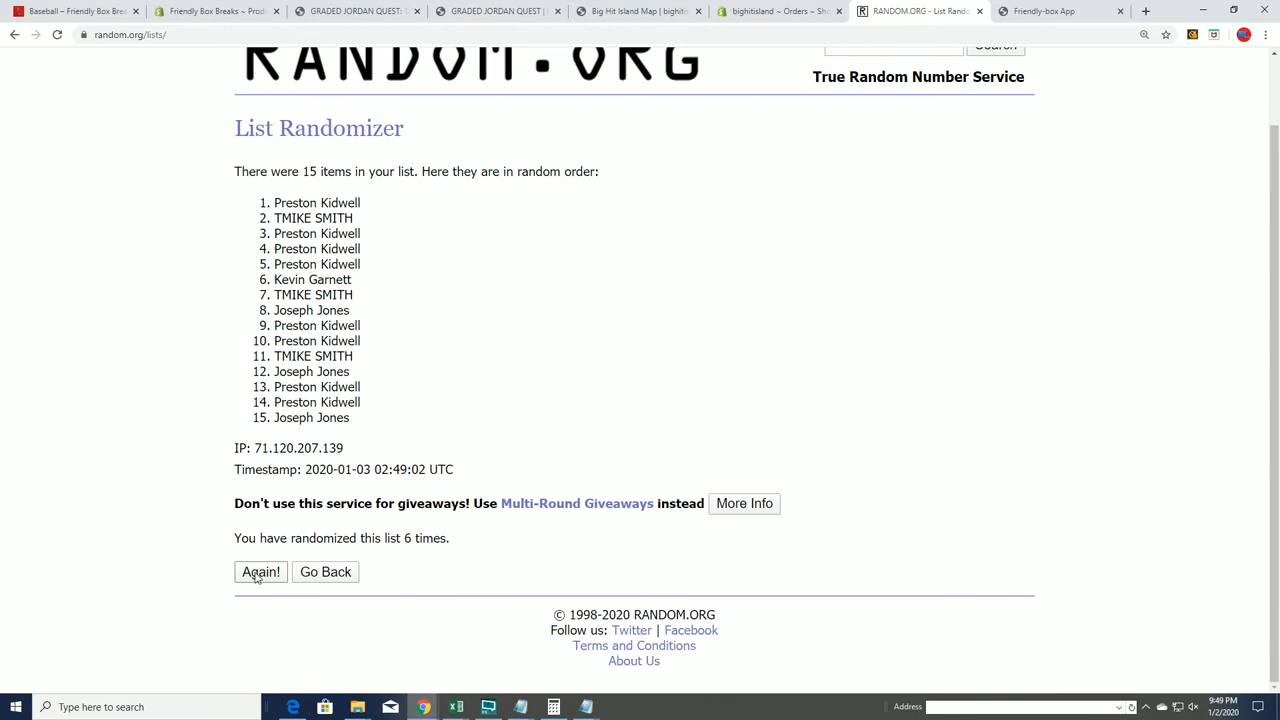 Baseball – Friendly Box Brea
Friendly Box Breaks ~ Produ
GRADED JORDAN QUEST: T
GRADED JORDAN QUEST |
Big Hit Island Map | bighitis
bighitisland ~ Orders ~ Sho
RANDOM.ORG - List Rando
Friendly-box App
random.org/lists/
RANDOM.ORG
Search
True Random Number Service
List Randomizer
There were 15 items in your list. Here they are in random order:
1. Preston Kidwell
2. TMIKE SMITH
3. Preston Kidwell
4. Preston Kidwell
5. Preston Kidwell
6. Kevin Garnett
7. TMIKE SMITH
8. Joseph Jones
9. Preston Kidwell
10. Preston Kidwell
11. TMIKE SMITH
12. Joseph Jones
13. Preston Kidwell
14. Preston Kidwell
15. Joseph Jones
IP: 71.120.207.139
Timestamp: 2020-01-03 02:49:02 UTC
Don't use this service for giveaways! Use Multi-Round Giveaways instead More Info
You have randomized this list 6 times.
Again! Go Back
© 1998-2020 RANDOM.ORG
Follow us: Twitter | Facebook
Terms and Conditions
About Us
Type here to search
Address
9:49 PM
1/2/2020